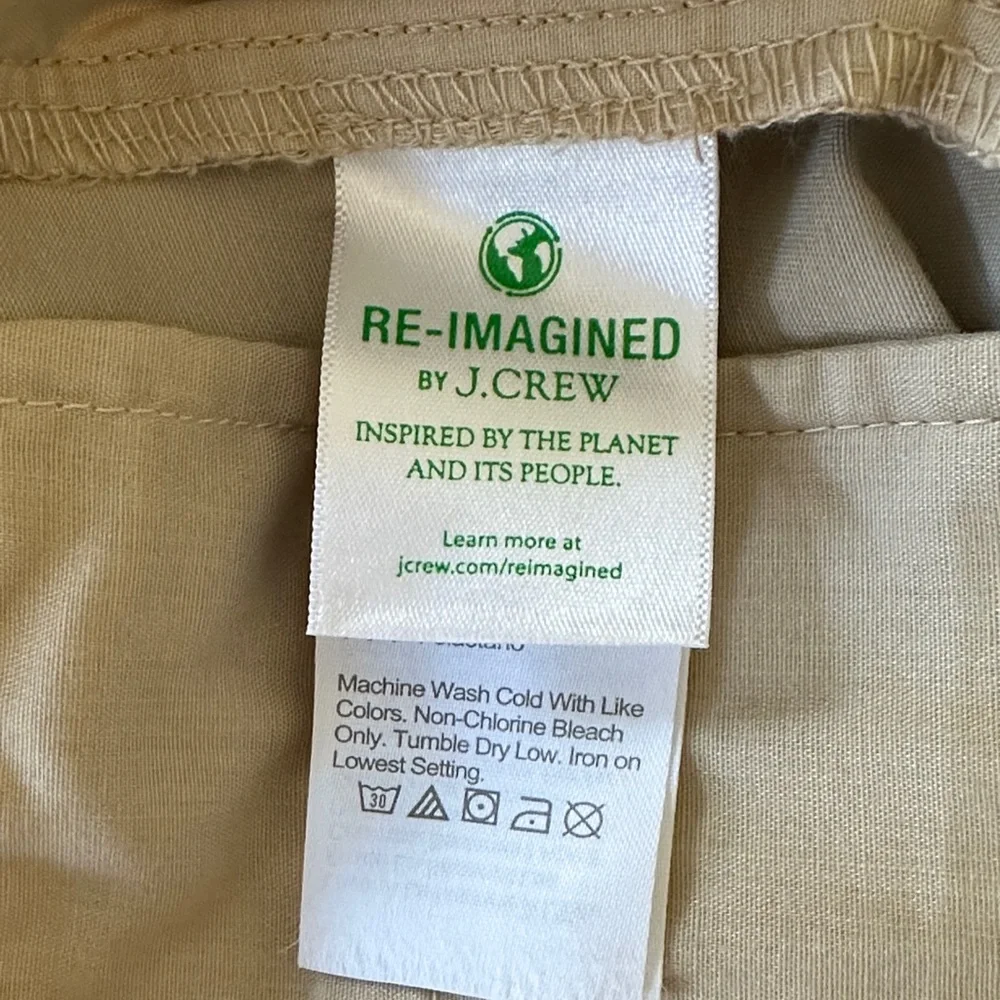 RE-IMAGINED
BY J.CREW
INSPIRED BY THE PLANET
AND ITS PEOPLE.
Learn more at
jcrew.com/reimagined
Machine Wash Cold With Like
Colors. Non-Chlorine Bleach
Only. Tumble Dry Low. Iron on
Lowest Setting.
30